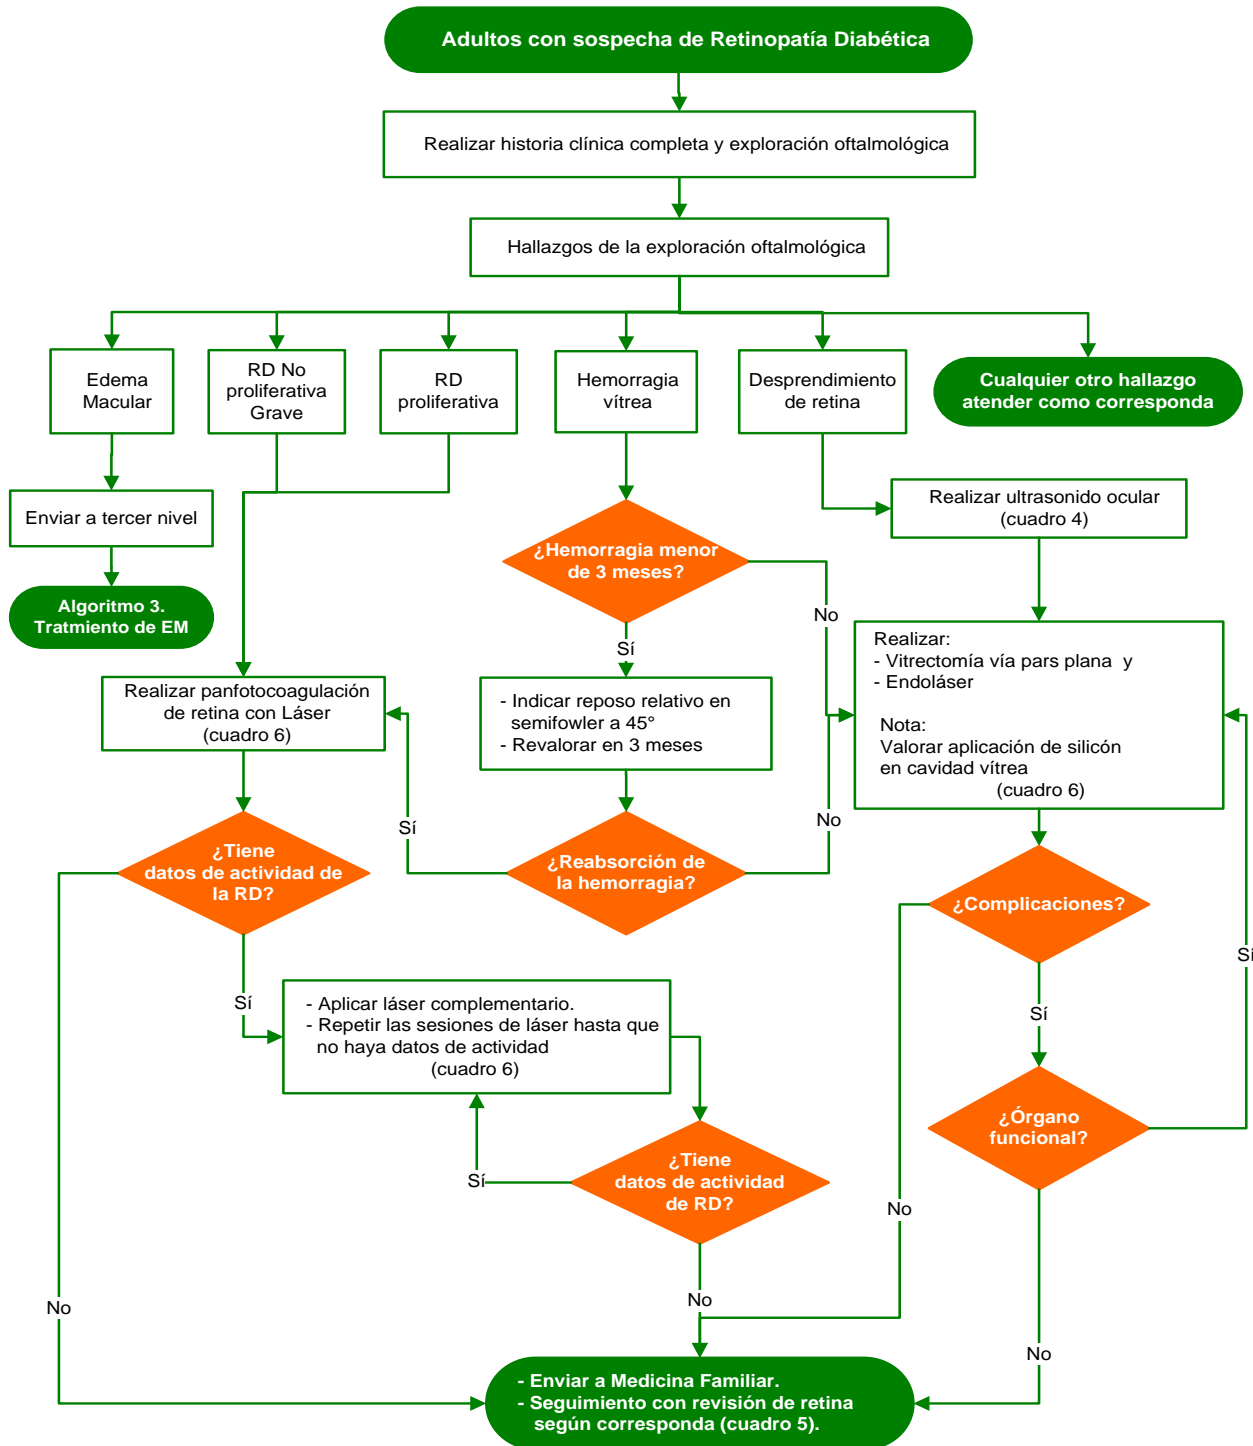 Adultos con sospecha de Retinopatía Diabética
Realizar historia clínica completa y exploración oftalmológica
Hallazgos de la exploración oftalmológica
Edema
Macular
RD No
proliferativa
Grave
RD
proliferativa
Hemorragia
vítrea
Desprendimiento
de retina
Cualquier otro hallazgo
atender como corresponda
Enviar a tercer nivel
Algoritmo 3.
Tratmiento de EM
Realizar ultrasonido ocular
(cuadro 4)
¿Hemorragia menor
de 3 meses?
No
Sí
Realizar panfotocoagulación
de retina con Láser
(cuadro 6)
- Indicar reposo relativo en
semifowler a 45°
- Revalorar en 3 meses
Realizar:
- Vitrectomía vía pars plana y
- Endoláser
Nota:
Valorar aplicación de silicón
en cavidad vítrea
(cuadro 6)
Sí
No
¿Tiene
datos de actividad de
la RD?
¿Reabsorción de
la hemorragia?
¿Complicaciones?
Sí
Sí
Sí
- Aplicar láser complementario.
- Repetir las sesiones de láser hasta que
no haya datos de actividad
(cuadro 6)
¿Órgano
funcional?
¿Tiene
datos de actividad
de RD?
Sí
No
No
No
No
- Enviar a Medicina Familiar.
- Seguimiento con revisión de retina
según corresponda (cuadro 5).